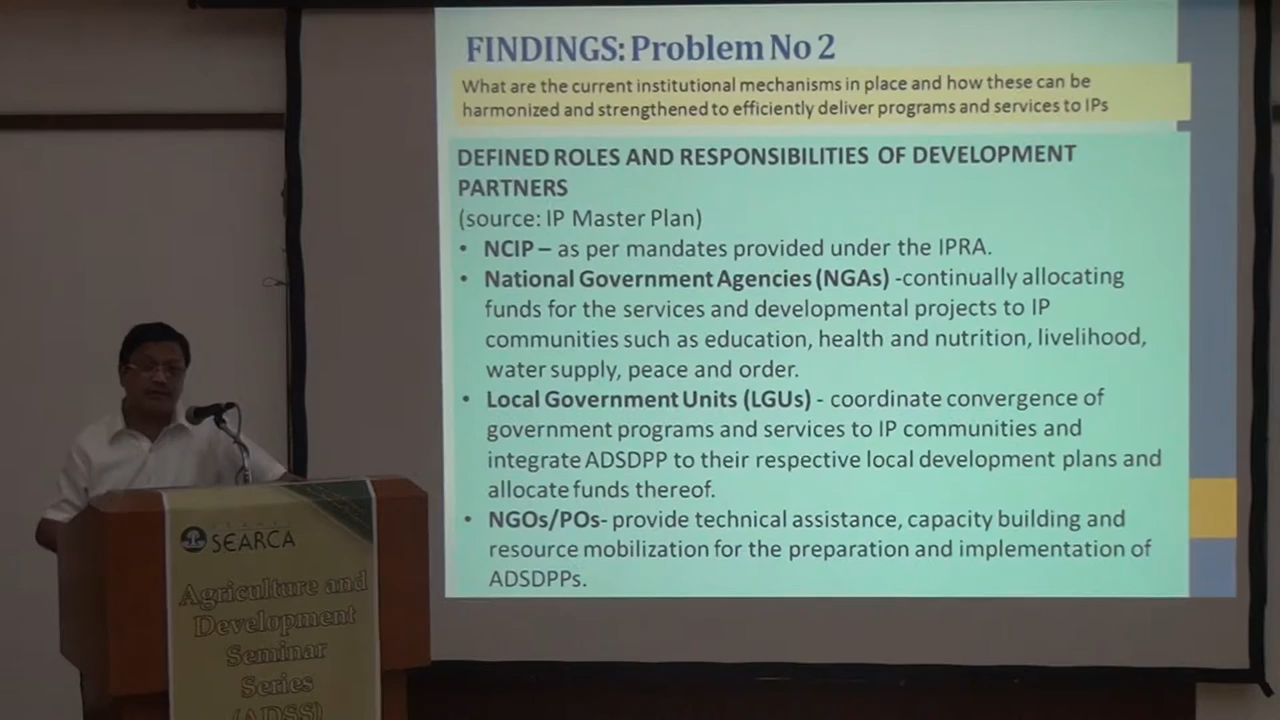 FINDINGS: Problem No 2
What are the current institutional mechanisms in place and how these can be
harmonized and strengthened to efficiently deliver programs and services to IPs
DEFINED ROLES AND RESPONSIBILITIES OF DEVELOPMENT
PARTNERS
(source: IP Master Plan)
• NCIP – as per mandates provided under the IPRA.
• National Government Agencies (NGAs) -continually allocating
funds for the services and developmental projects to IP
communities such as education, health and nutrition, livelihood,
water supply, peace and order.
• Local Government Units (LGUs) - coordinate convergence of
government programs and services to IP communities and
integrate ADSDPP to their respective local development plans and
allocate funds thereof.
• NGOs/POs- provide technical assistance, capacity building and
resource mobilization for the preparation and implementation of
ADSDPPs.
SEARCA
Agriculture and
Development
Seminar
Series
(ADSS)